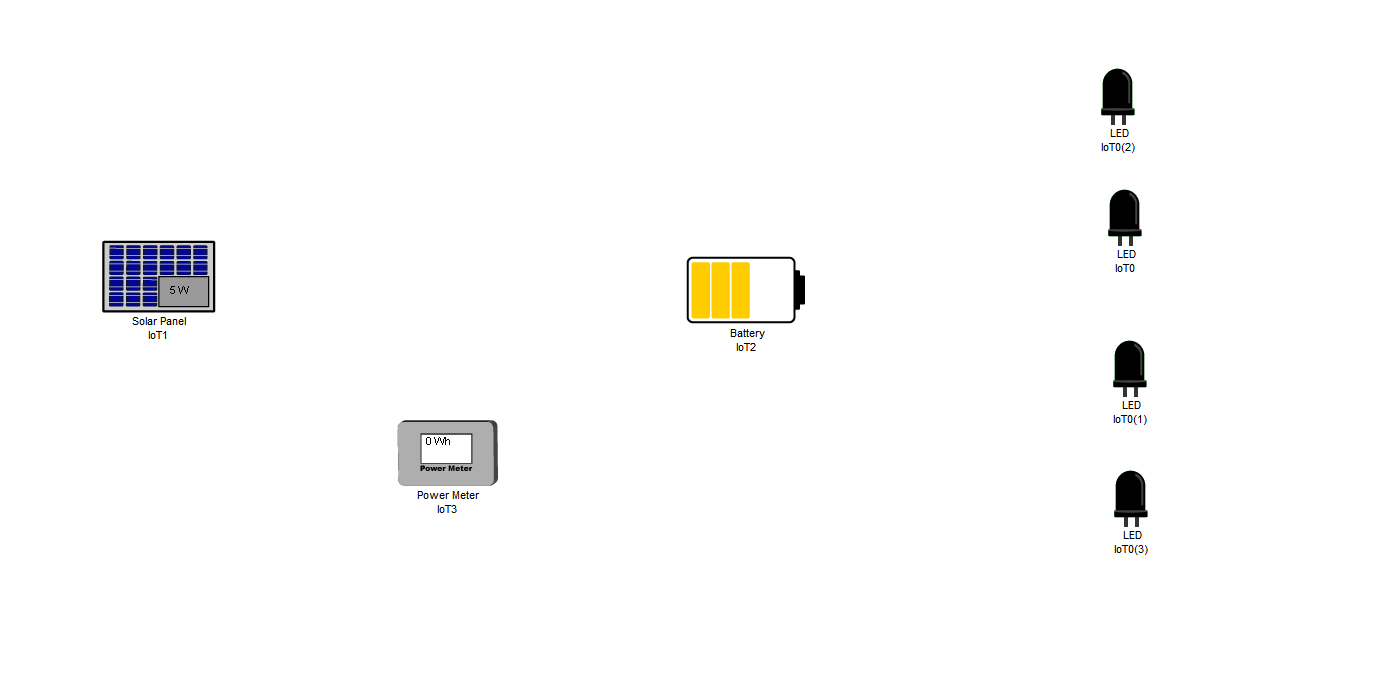 LED
IoT0(2)
LED
IoT0
5 W
Solar Panel
IoT1
Battery
IoT2
LED
IoT0(1)
0 Wh
Power Meter
Power Meter
IoT3
LED
IoT0(3)